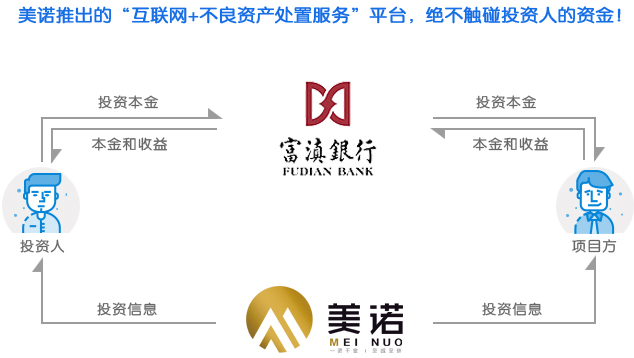 美诺推出的“互联网+不良资产处置服务”平台，绝不触碰投资人的资金！
投资本金
投资本金
本金和收益
本金和收益
富滇銀行
FUDIAN BANK
投资人
项目方
投资信息
投资信息
美诺
MEI NUO